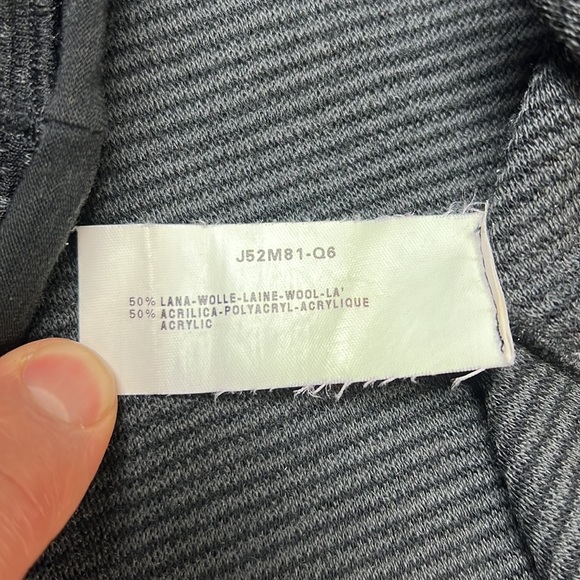 J52M81-Q6
50% LANA-WOLLE-LAINE-WOOL-LA'
50% ACRILICA-POLYACRYL-ACRYLIQUE
ACRYLIC